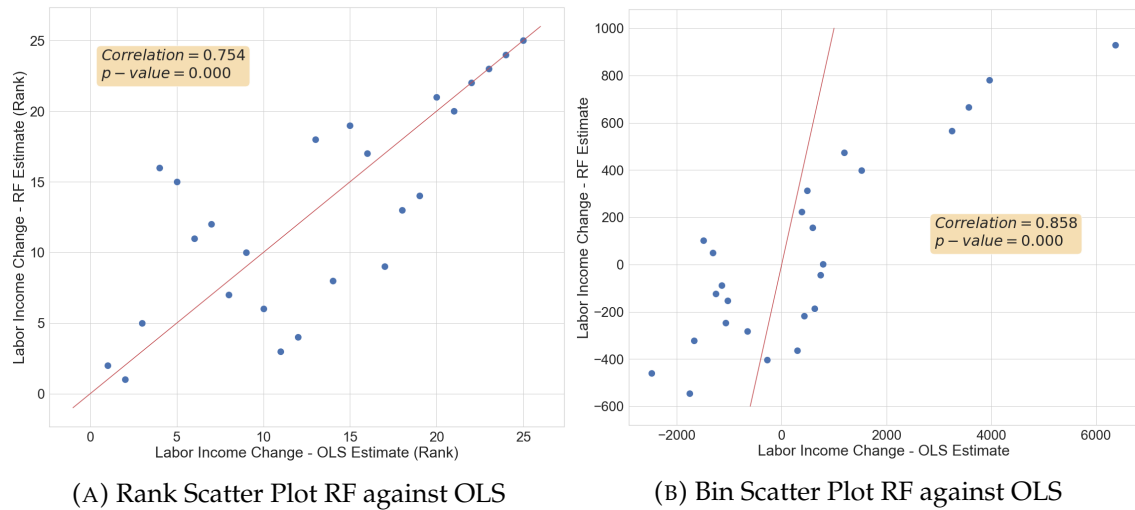 25
20
15
10
5
0
Labor Income Change - RF Estimate (Rank)
Correlation = 0.754
p − value = 0.000
0 5 10 15 20 25
Labor Income Change - OLS Estimate (Rank)
(A) Rank Scatter Plot RF against OLS
1000
800
600
400
200
0
−200
−400
−600
Labor Income Change - RF Estimate
Correlation = 0.858
p − value = 0.000
−2000 0 2000 4000 6000
Labor Income Change - OLS Estimate
(B) Bin Scatter Plot RF against OLS